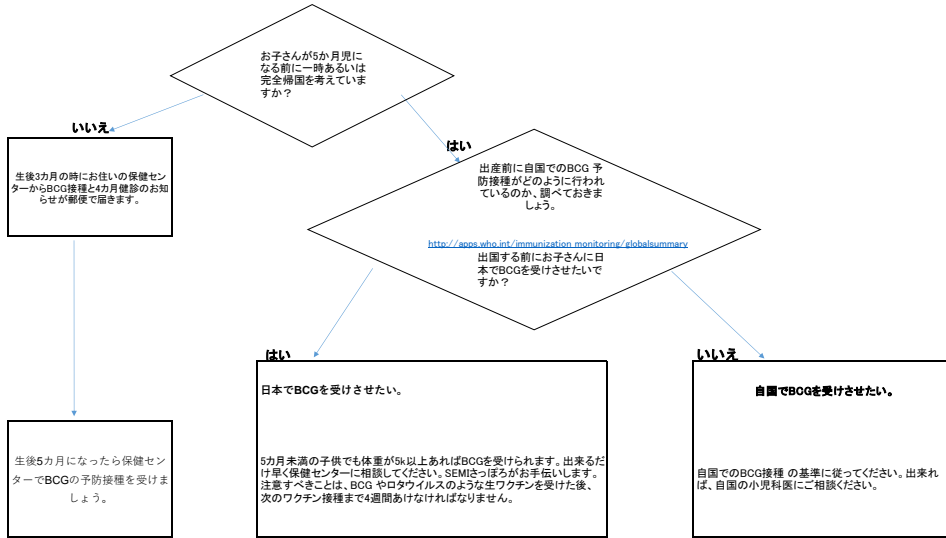 お子さんが5か月児に
なる前に一時あるいは
完全帰国を考えていま
すか？
いいえ
はい
生後3カ月の時にお住いの保健セン
ターからBCG接種と4カ月健診のお知
らせが郵便で届きます。
出産前に自国でのBCG 予
防接種がどのように行われ
ているのか、調べておきま
しょう。
http://apps.who.int/immunization monitoring/globalsummary
出国する前にお子さんに日
本でBCGを受けさせたいで
すか？
はい
いいえ
日本でBCGを受けさせたい。
自国でBCGを受けさせたい。
生後5カ月になったら保健セン
ターでBCGの予防接種を受けま
しょう。
5カ月未満の子供でも体重が5k以上あればBCGを受けられます。出来るだ
け早く保健センターに相談してください。SEMIさっぽろがお手伝いします。
注意すべきことは、BCG やロタウイルスのような生ワクチンを受けた後、
次のワクチン接種まで4週間あけなければなりません。
自国でのBCG接種 の基準に従ってください。出来れ
ば、自国の小児科医にご相談ください。